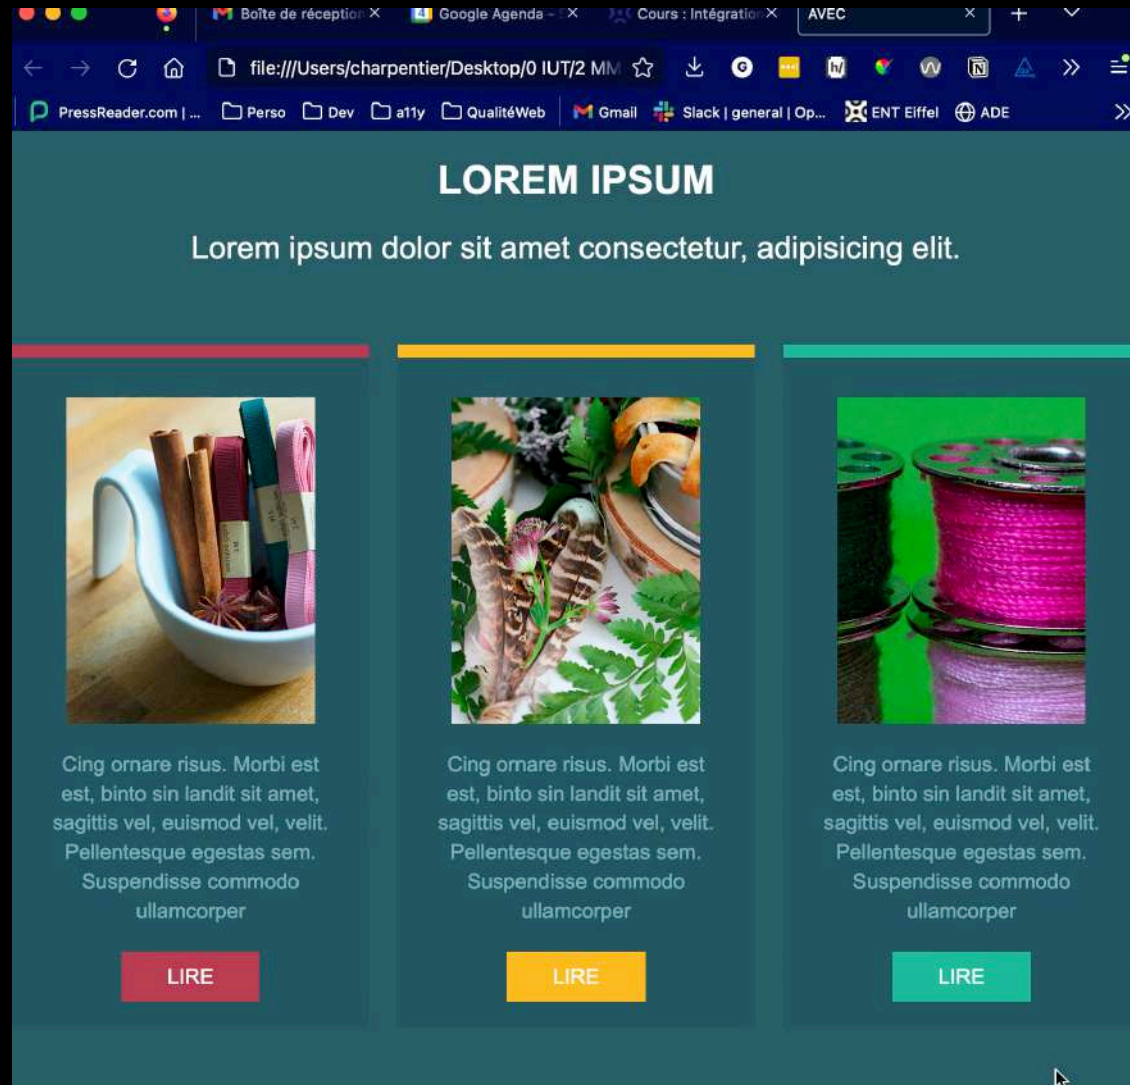 Boîte de réception
Google Agenda -
Cours : Intégration
AVEC
file:///Users/charpentier/Desktop/0 IUT/2 MM
PressReader.com | ...
Perso
Dev
a11y
QualitéWeb
Gmail
Slack | general | Op...
ENT Eiffel
ADE
LOREM IPSUM
Lorem ipsum dolor sit amet consectetur, adipisicing elit.
Cing ornare risus. Morbi est
est, binto sin landit sit amet,
sagittis vel, euismod vel, velit.
Pellentesque egestas sem.
Suspendisse commodo
ullamcorper
LIRE
Cing ornare risus. Morbi est
est, binto sin landit sit amet,
sagittis vel, euismod vel, velit.
Pellentesque egestas sem.
Suspendisse commodo
ullamcorper
LIRE
Cing ornare risus. Morbi est
est, binto sin landit sit amet,
sagittis vel, euismod vel, velit.
Pellentesque egestas sem.
Suspendisse commodo
ullamcorper
LIRE